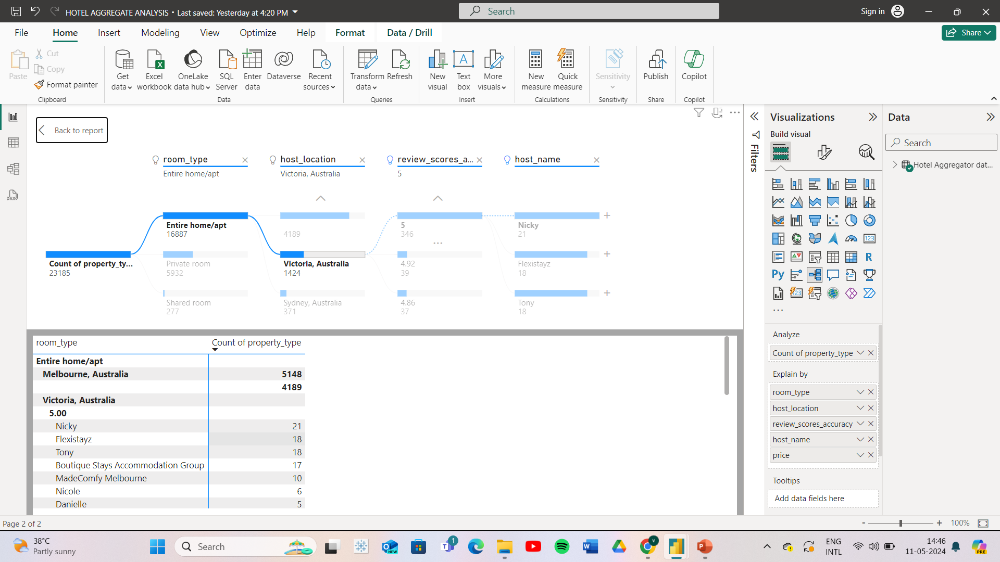 HOTEL AGGREGATE ANALYSIS • Last saved: Yesterday at 4:20 PM
Search
Sign in
File
Home
Insert
Modeling
View
Optimize
Help
Format
Data / Drill
Share
Paste
Cut
Copy
Format painter
Clipboard
Get data
Excel workbook
OneLake data hub
SQL Server
Enter data
Dataverse
Recent sources
Data
Transform data
Refresh
Queries
New visual
Text box
More visuals
Insert
New measure
Quick measure
Calculations
Sensitivity
Sensitivity
Publish
Share
Copilot
Copilot
Back to report
room_type
Entire home/apt
host_location
Victoria, Australia
review_scores_a...
5
host_name
Count of property_ty...
23185
Entire home/apt
16887
Private room
5932
Shared room
277
4189
Victoria, Australia
1424
Sydney, Australia
371
5
346
...
4.92
39
4.86
37
Nicky
21
Flexistayz
18
Tony
18
room_type Count of property_type
Entire home/apt
Melbourne, Australia 5148
4189
Victoria, Australia
5.00
Nicky 21
Flexistayz 18
Tony 18
Boutique Stays Accommodation Group 17
MadeComfy Melbourne 10
Nicole 6
Danielle 5
Filters
Visualizations
Build visual
123
R
Py
123
...
Analyze
Count of property_type
Explain by
room_type
host_location
review_scores_accuracy
host_name
price
Tooltips
Add data fields here
Data
Search
Hotel Aggregator dat...
DAX
Page 2 of 2
- + 100%
38°C
Partly sunny
Search
NEW
1
V
ENG
INTL
14:46
11-05-2024
PRE